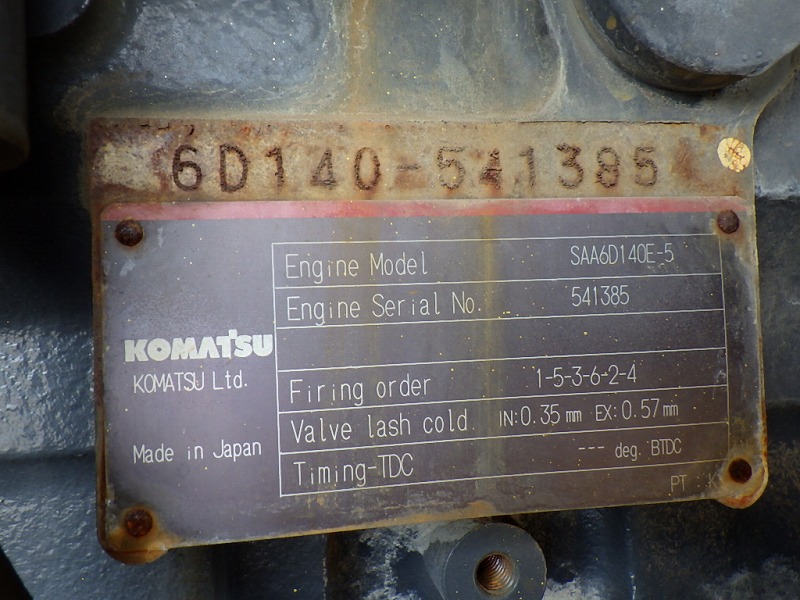 6D140-541385
Engine Model SAA6D140E-5
Engine Serial No. 541385
KOMATSU
KOMATSU Ltd.
Firing order 1-5-3-6-2-4
Valve lash cold IN:0.35 mm EX:0.57 mm
Made in Japan
Timing-TDC --- deg. BTDC
PT :